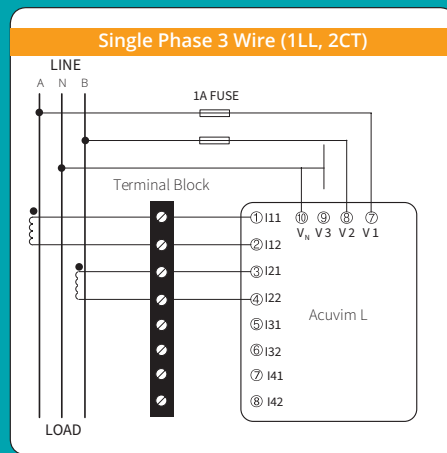 Single Phase 3 Wire (1LL, 2CT)
LINE
A N B
1A FUSE
Terminal Block
① I11 ⑩ ⑨ ⑧ ⑦
VN V3 V2 V1
② I12
③ I21
④ I22
Acuvim L
⑤ I31
⑥ I32
⑦ I41
⑧ I42
LOAD